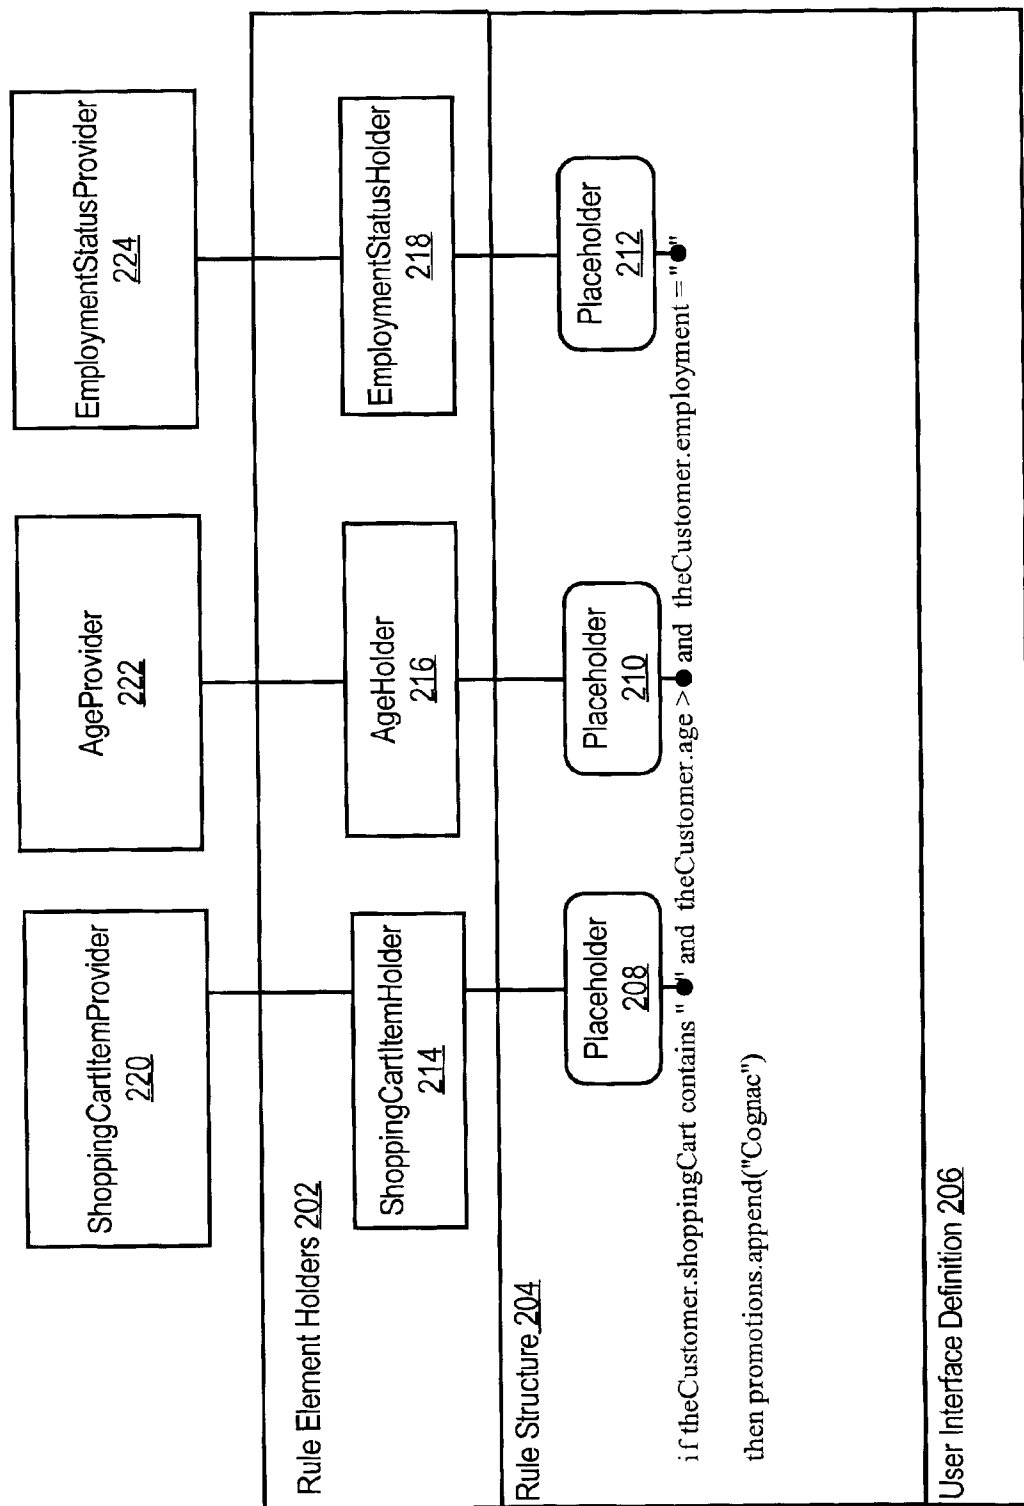 ShoppingCartItemProvider
220
AgeProvider
222
EmploymentStatusProvider
224
Rule Element Holders 202
ShoppingCartItemHolder
214
AgeHolder
216
EmploymentStatusHolder
218
Rule Structure 204
Placeholder
208
Placeholder
210
Placeholder
212
if theCustomer.shoppingCart contains " " and theCustomer.age > and theCustomer.employment = " "
then promotions.append("Cognac")
User Interface Definition 206